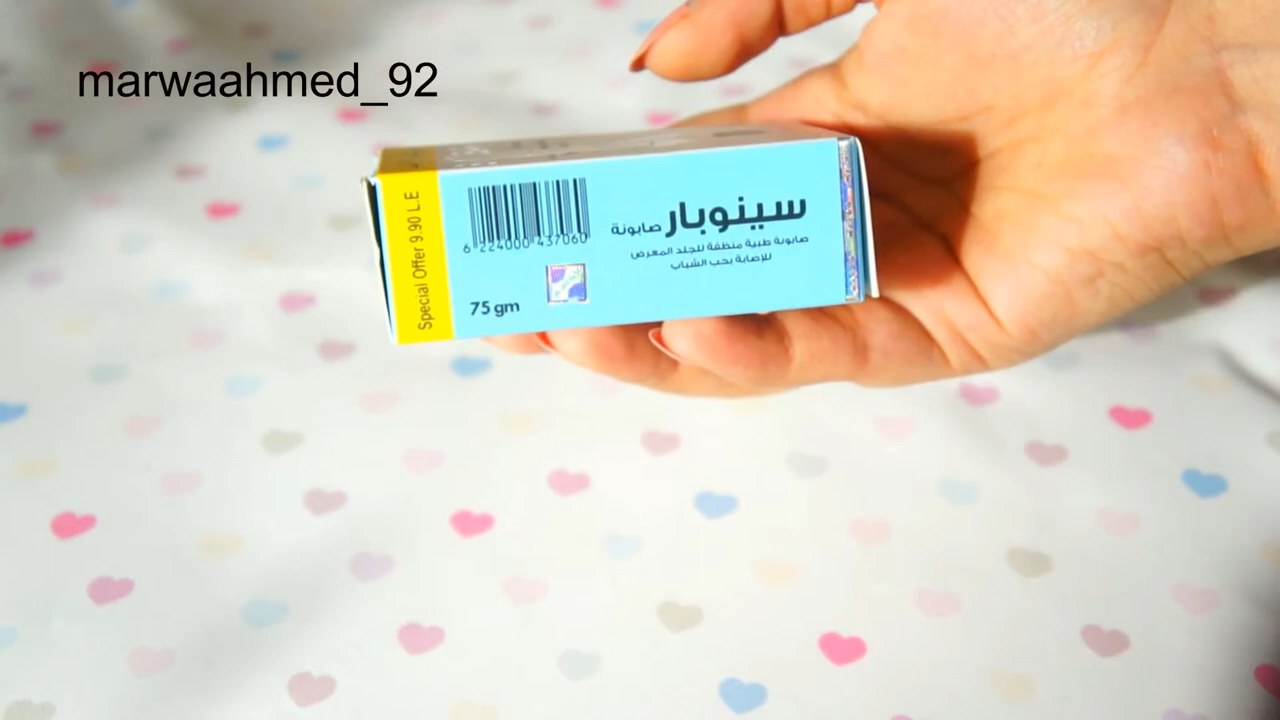 marwaahmed_92
Special Offer 9.90 L.E
6 224000 437060
75 gm
سينوبار صابونة
صابونة طبية منظفة للجلد المعرض
للإصابة بحب الشباب